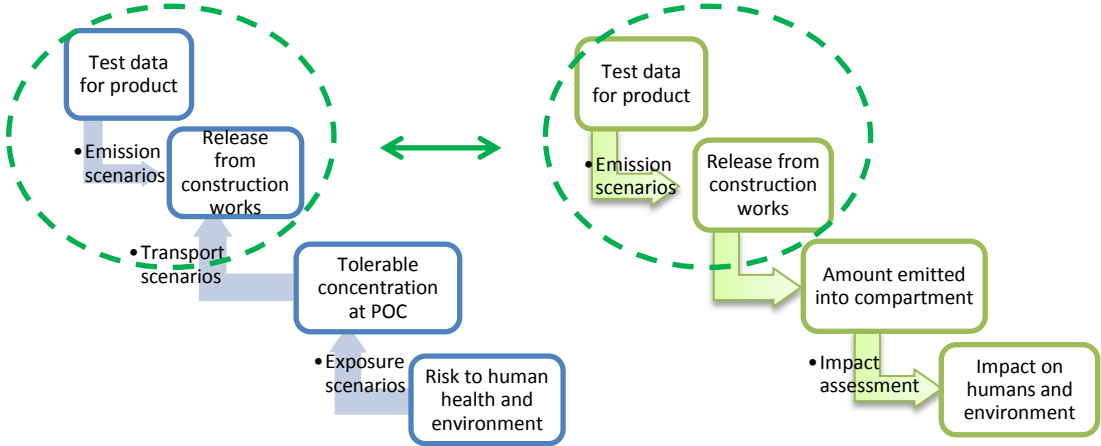 Test data
for product
•Emission
scenarios
Release
from
construction
works
•Transport
scenarios
Tolerable
concentration
at POC
•Exposure
scenarios
Risk to human
health and
environment
Test data
for product
•Emission
scenarios
Release from
construction
works
Amount emitted
into compartment
•Impact
assessment
Impact on
humans and
environment